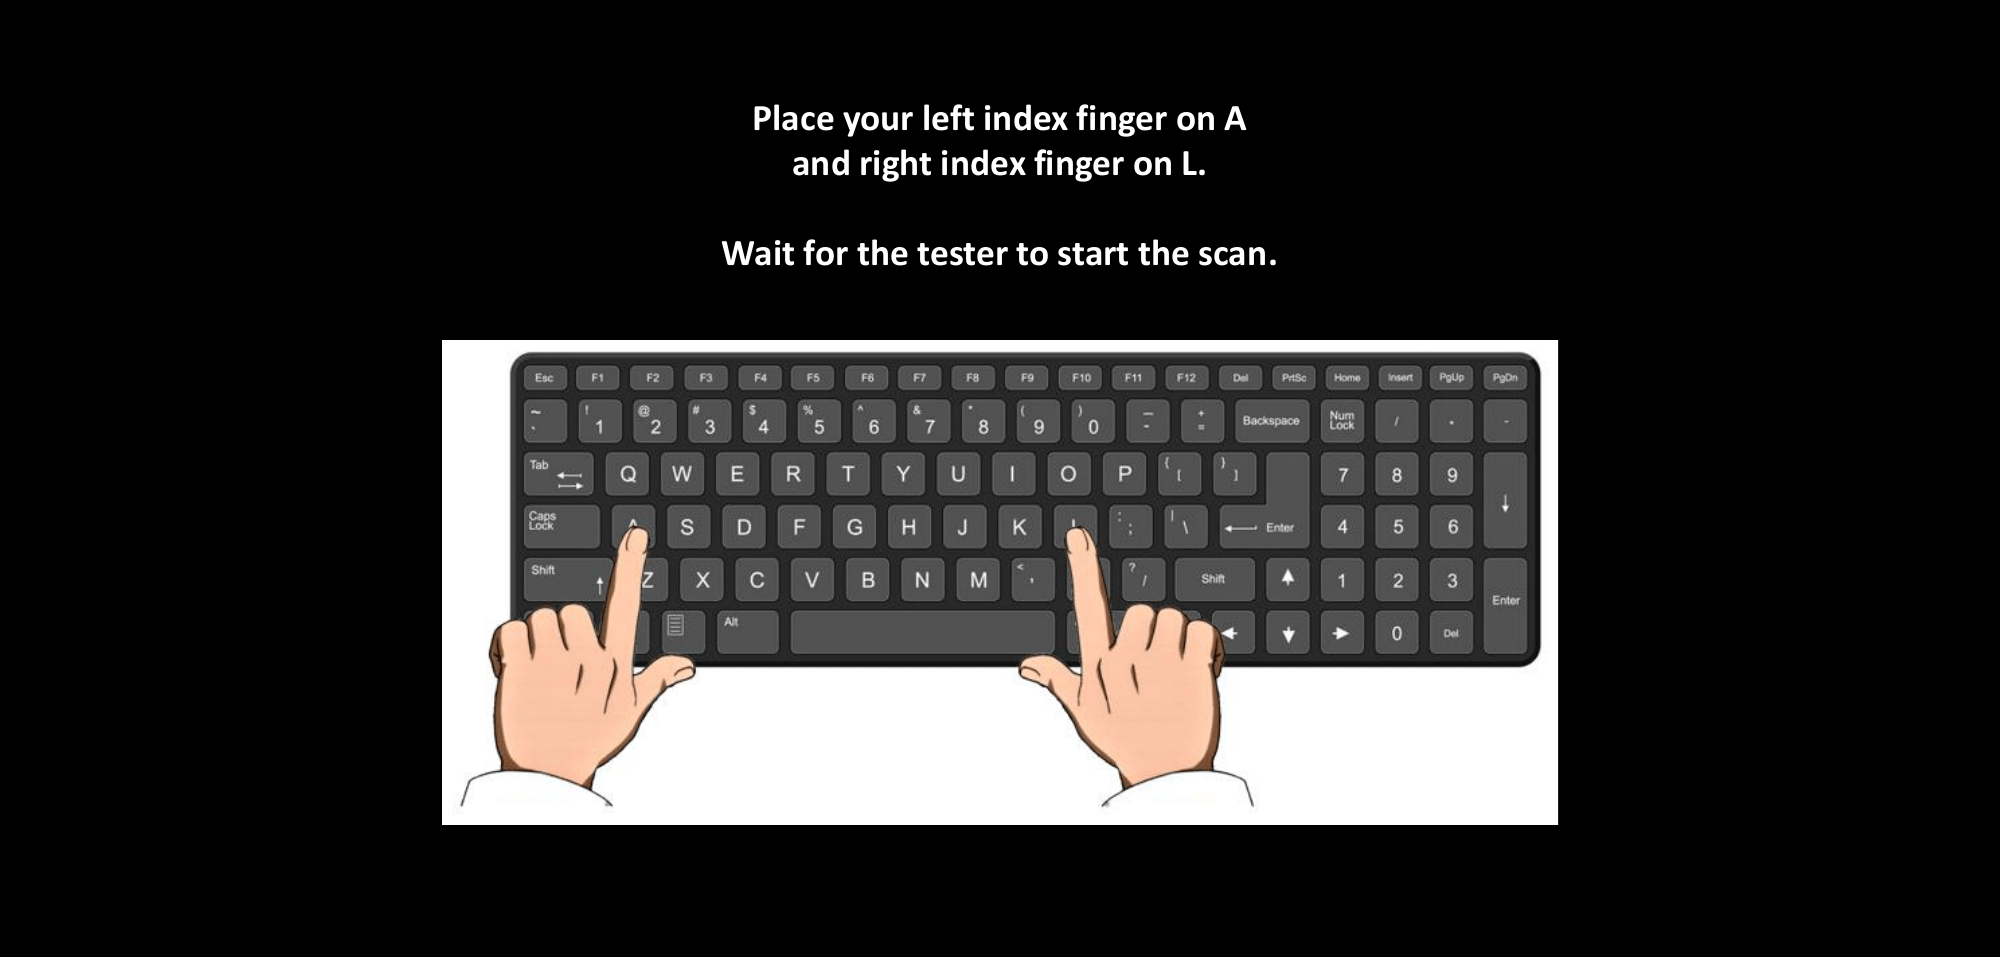 Place your left index finger on A
and right index finger on L.
Wait for the tester to start the scan.
Esc F1 F2 F3 F4 F5 F6 F7 F8 F9 F10 F11 F12 Del PrtSc Home Insert PgUp PgDn
~ ` ! 1 @ 2 # 3 $ 4 % 5 ^ 6 & 7 * 8 ( 9 ) 0 — - + = Backspace Num Lock / * -
Tab Q W E R T Y U I O P { [ } ] 7 8 9
Caps Lock A S D F G H J K L : ; | \ Enter 4 5 6
Shift Z X C V B N M < , ? / Shift 1 2 3 Enter
Alt 0 Del